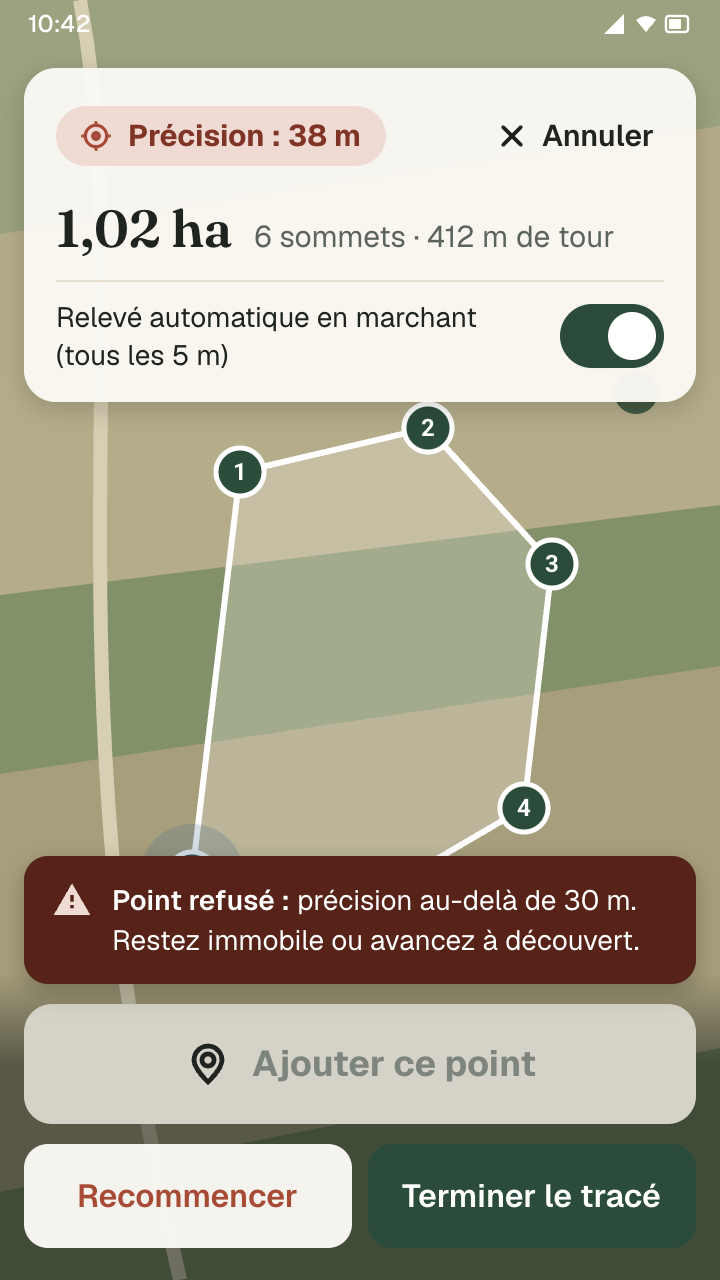 10:42
Précision : 38 m
Annuler
1,02 ha
6 sommets · 412 m de tour
Relevé automatique en marchant
(tous les 5 m)
2
1
3
4
Point refusé : précision au-delà de 30 m.
Restez immobile ou avancez à découvert.
Ajouter ce point
Recommencer
Terminer le tracé